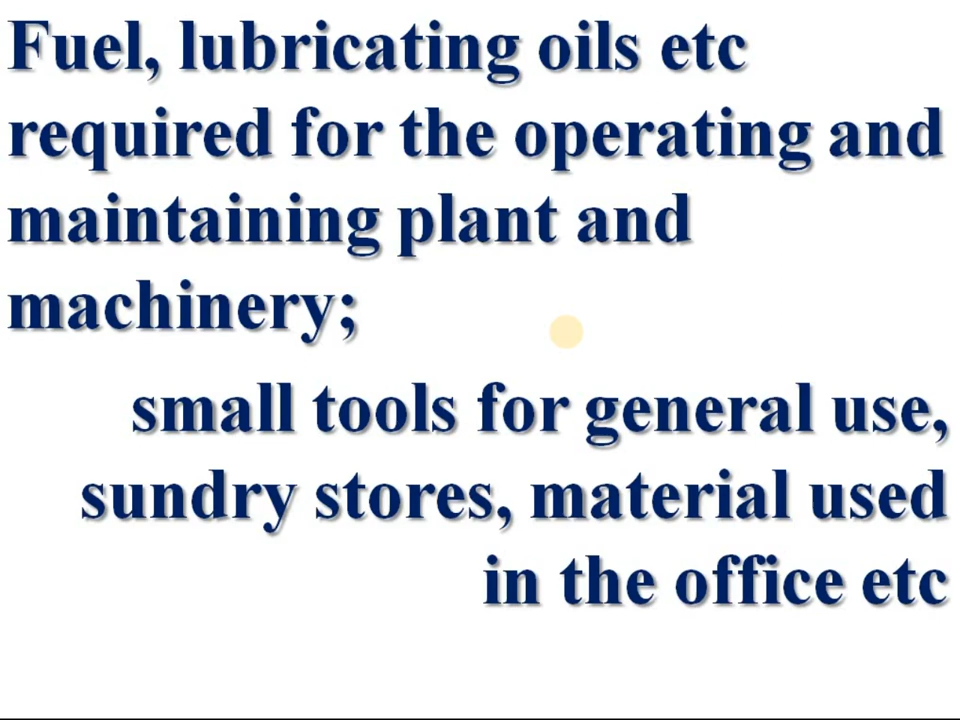 Fuel, lubricating oils etc
required for the operating and
maintaining plant and
machinery;
small tools for general use,
sundry stores, material used
in the office etc